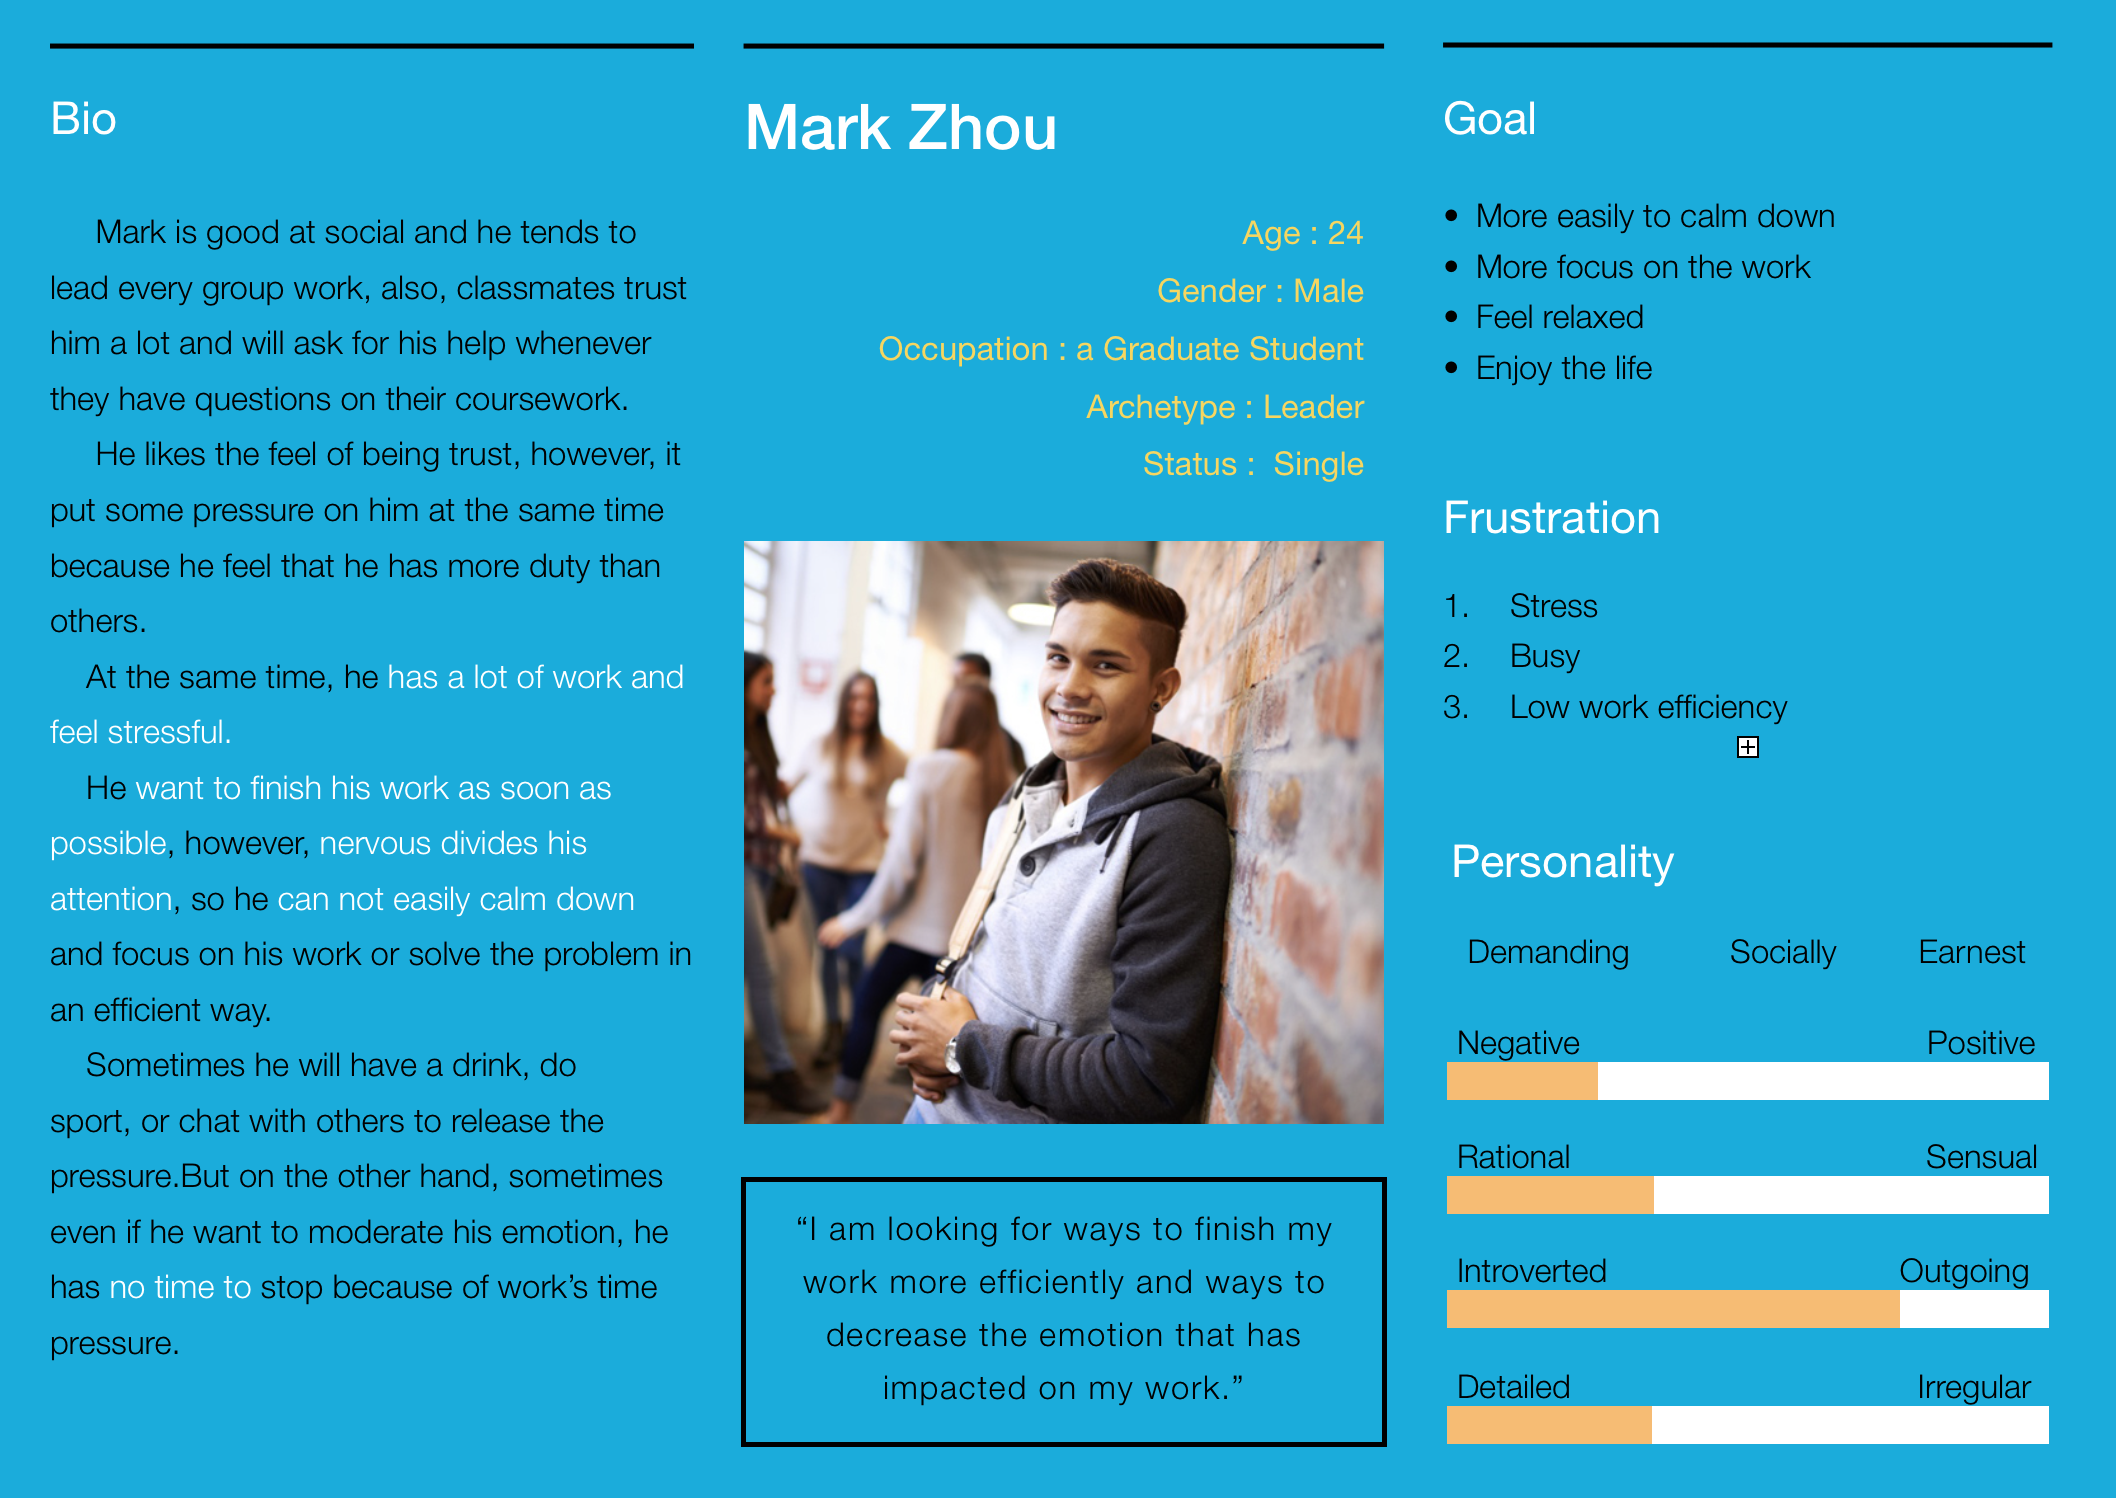 Bio
Mark is good at social and he tends to
lead every group work, also, classmates trust
him a lot and will ask for his help whenever
they have questions on their coursework.
He likes the feel of being trust, however, it
put some pressure on him at the same time
because he feel that he has more duty than
others.
At the same time, he has a lot of work and
feel stressful.
He want to finish his work as soon as
possible, however, nervous divides his
attention, so he can not easily calm down
and focus on his work or solve the problem in
an efficient way.
Sometimes he will have a drink, do
sport, or chat with others to release the
pressure.But on the other hand, sometimes
even if he want to moderate his emotion, he
has no time to stop because of work’s time
pressure.
Mark Zhou
Age : 24
Gender : Male
Occupation : a Graduate Student
Archetype : Leader
Status :  Single
“I am looking for ways to finish my
work more efficiently and ways to
decrease the emotion that has
impacted on my work.”
Goal
• More easily to calm down
• More focus on the work
• Feel relaxed
• Enjoy the life
Frustration
1. Stress
2. Busy
3. Low work efficiency
Personality
Demanding Socially Earnest
Negative Positive
Rational Sensual
Introverted Outgoing
Detailed Irregular